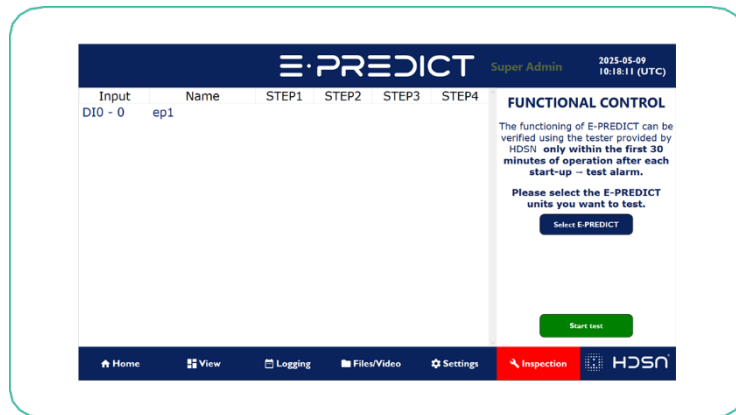 E·PREDICT
Super Admin
2025-05-09
10:18:11 (UTC)
Input Name STEP1 STEP2 STEP3 STEP4
DI0 - 0 ep1
FUNCTIONAL CONTROL
The functioning of E-PREDICT can be
verified using the tester provided by
HDSN only within the first 30
minutes of operation after each
start-up → test alarm.
Please select the E-PREDICT
units you want to test.
Select E-PREDICT
Start test
Home View Logging Files/Video Settings Inspection HDSN